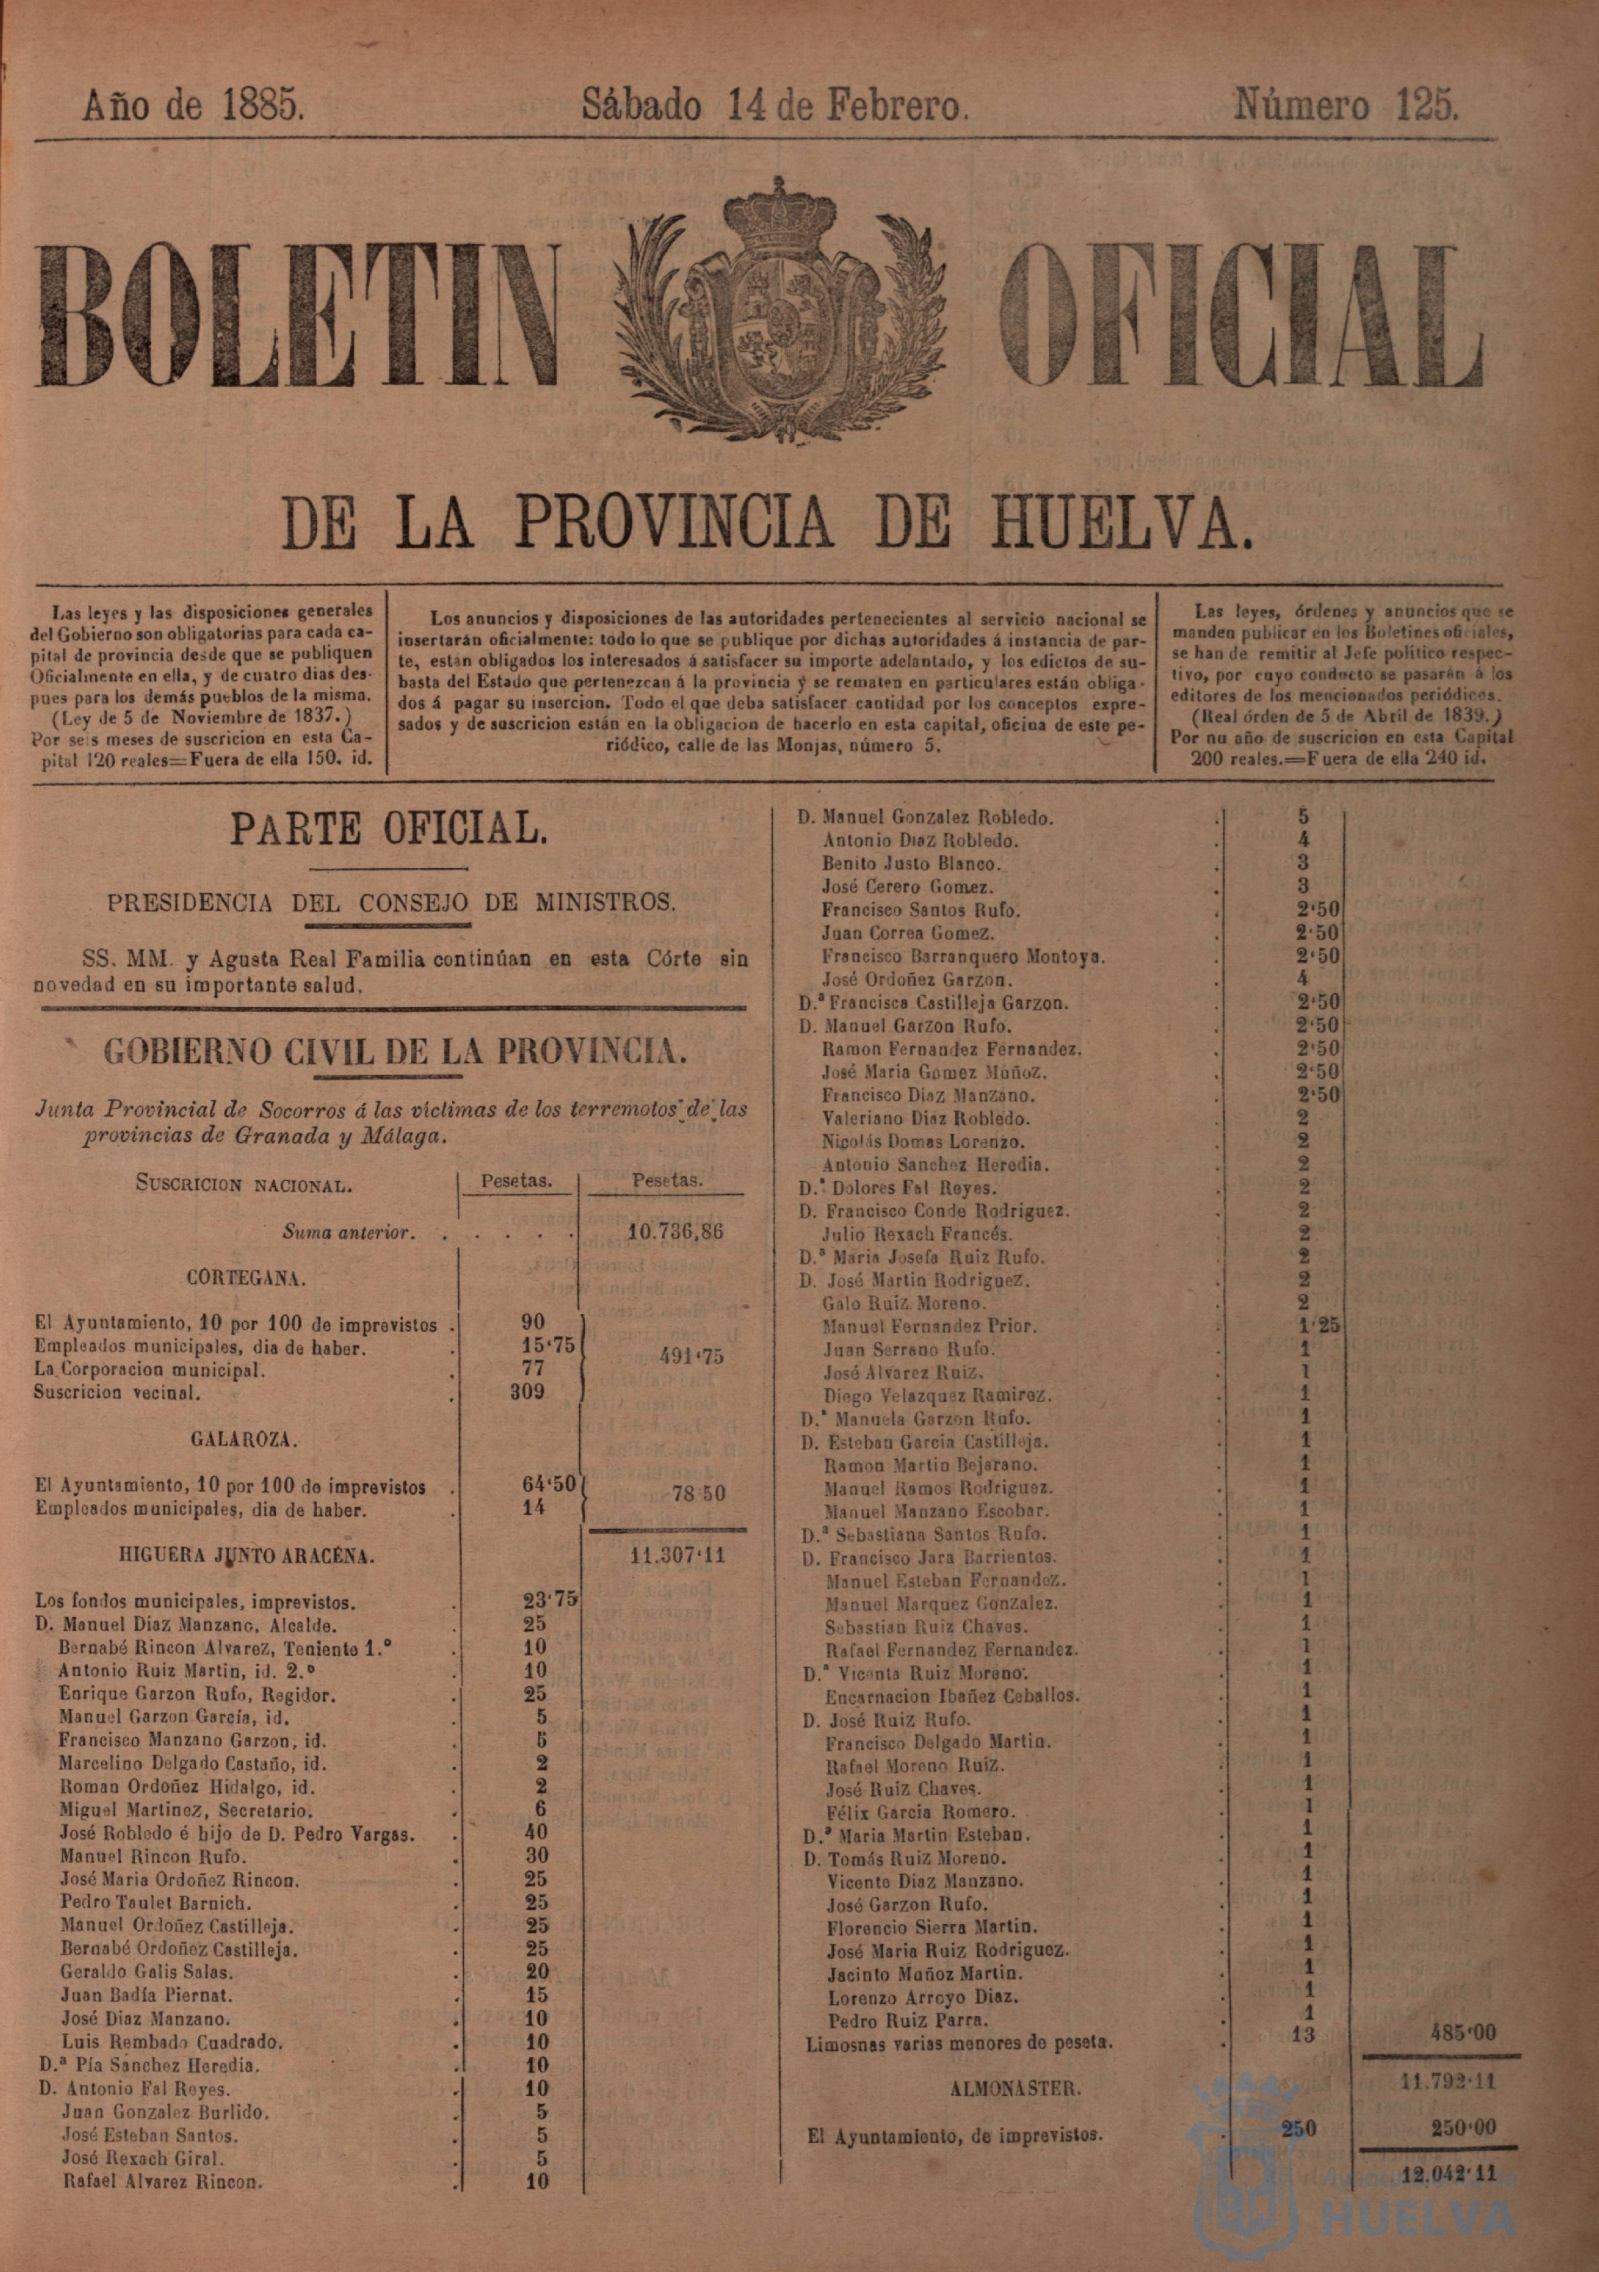 Año de 1885. Sábado 14 de Febrero. Número 125.
BOLETIN OFICIAL
DE LA PROVINCIA DE HUELVA.
Las leyes y las disposiciones generales
del Gobierno son obligatorias para cada ca-
pital de provincia desde que se publiquen
Oficialmente en ella, y de cuatro dias des-
pues para los demás pueblos de la misma.
(Ley de 5 de Noviembre de 1837.)
Por seis meses de suscricion en esta Ca-
pital 120 reales=Fuera de ella 150. id.
Los anuncios y disposiciones de las autoridades pertenecientes al servicio nacional se
insertarán oficialmente: todo lo que se publique por dichas autoridades á instancia de par-
te, están obligados los interesados á satisfacer su importe adelantado, y los edictos de su-
basta del Estado que pertenezcan á la provincia y se rematen en particulares están obliga-
dos á pagar su insercion. Todo el que deba satisfacer cantidad por los conceptos expre-
sados y de suscricion están en la obligacion de hacerlo en esta capital, oficina de este pe-
riódico, calle de las Monjas, número 5.
Las leyes, órdenes y anuncios que se
manden publicar en los Boletines oficiales,
se han de remitir al Jefe político respec-
tivo, por cuyo conducto se pasarán á los
editores de los mencionados periódicos.
(Real órden de 5 de Abril de 1839.)
Por nu año de suscricion en esta Capital
200 reales.=Fuera de ella 240 id.
PARTE OFICIAL.
PRESIDENCIA DEL CONSEJO DE MINISTROS.
SS. MM. y Agusta Real Familia continúan en esta Córte sin
novedad en su importante salud.
GOBIERNO CIVIL DE LA PROVINCIA.
Junta Provincial de Socorros á las víctimas de los terremotos de las
provincias de Granada y Málaga.
SUSCRICION NACIONAL. Pesetas. Pesetas.
Suma anterior. . . . . . 10.736,86
CORTEGANA.
El Ayuntamiento, 10 por 100 de imprevistos . 90
Empleados municipales, dia de haber. . 15'75
491'75
La Corporacion municipal. . 77
Suscricion vecinal. . 309
GALAROZA.
El Ayuntamiento, 10 por 100 de imprevistos . 64'50
78'50
Empleados municipales, dia de haber. . 14
HIGUERA JUNTO ARACENA. 11.307'11
Los fondos municipales, imprevistos. . 23'75
D. Manuel Diaz Manzano, Alcalde. . 25
Bernabé Rincon Alvarez, Teniente 1.º . 10
Antonio Ruiz Martin, id. 2.º . 10
Enrique Garzon Rufo, Regidor. . 25
Manuel Garzon García, id. . 5
Francisco Manzano Garzon, id. . 5
Marcelino Delgado Castaño, id. . 2
Roman Ordoñez Hidalgo, id. . 2
Miguel Martinez, Secretario. . 6
José Robledo é hijo de D. Pedro Vargas. . 40
Manuel Rincon Rufo. . 30
José Maria Ordoñez Rincon. . 25
Pedro Taulet Barnich. . 25
Manuel Ordoñez Castilleja. . 25
Bernabé Ordoñez Castilleja. . 25
Geraldo Galis Salas. . 20
Juan Badía Piernat. . 15
José Diaz Manzano. . 10
Luis Rembado Cuadrado. . 10
D.ª Pía Sanchez Heredia. . 10
D. Antonio Fal Reyes. . 10
Juan Gonzalez Burlido. . 5
José Esteban Santos. . 5
José Rexach Giral. . 5
Rafael Alvarez Rincon. . 10
D. Manuel Gonzalez Robledo. . 5
Antonio Diaz Robledo. . 4
Benito Justo Blanco. . 3
José Cerero Gomez. . 3
Francisco Santos Rufo. . 2'50
Juan Correa Gomez. . 2'50
Francisco Barranquero Montoya. . 2'50
José Ordoñez Garzon. . 4
D.ª Francisca Castilleja Garzon. . 2'50
D. Manuel Garzon Rufo. . 2'50
Ramon Fernandez Fernandez. . 2'50
José Maria Gomez Muñoz. . 2'50
Francisco Diaz Manzano. . 2'50
Valeriano Diaz Robledo. . 2
Nicolás Domas Lorenzo. . 2
Antonio Sanchez Heredia. . 2
D.ª Dolores Fal Reyes. . 2
D. Francisco Conde Rodriguez. . 2
Julio Rexach Francés. . 2
D.ª Maria Josefa Ruiz Rufo. . 2
D. José Martin Rodriguez. . 2
Galo Ruiz Moreno. . 2
Manuel Fernandez Prior. . 1'25
Juan Serrano Rufo. . 1
José Alvarez Ruiz. . 1
Diego Velazquez Ramirez. . 1
D.ª Manuela Garzon Rufo. . 1
D. Esteban Garcia Castilleja. . 1
Ramon Martin Bejarano. . 1
Manuel Ramos Rodriguez. . 1
Manuel Manzano Escobar. . 1
D.ª Sebastiana Santos Rufo. . 1
D. Francisco Jara Barrientos. . 1
Manuel Esteban Fernandez. . 1
Manuel Marquez Gonzalez. . 1
Sebastian Ruiz Chaves. . 1
Rafael Fernandez Fernandez. . 1
D.ª Vicenta Ruiz Moreno. . 1
Encarnacion Ibañez Ceballos. . 1
D. José Ruiz Rufo. . 1
Francisco Delgado Martin. . 1
Rafael Moreno Ruiz. . 1
José Ruiz Chaves. . 1
Félix Garcia Romero. . 1
D.ª Maria Martin Esteban. . 1
D. Tomás Ruiz Moreno. . 1
Vicente Diaz Manzano. . 1
José Garzon Rufo. . 1
Florencio Sierra Martin. . 1
José Maria Ruiz Rodriguez. . 1
Jacinto Muñoz Martin. . 1
Lorenzo Arroyo Diaz. . 1
Pedro Ruiz Parra. . 1
Limosnas varias menores de peseta. . 13 485'00
11.792'11
ALMONASTER.
El Ayuntamiento, de imprevistos. . 250 250'00
12.042'11
HUELVA